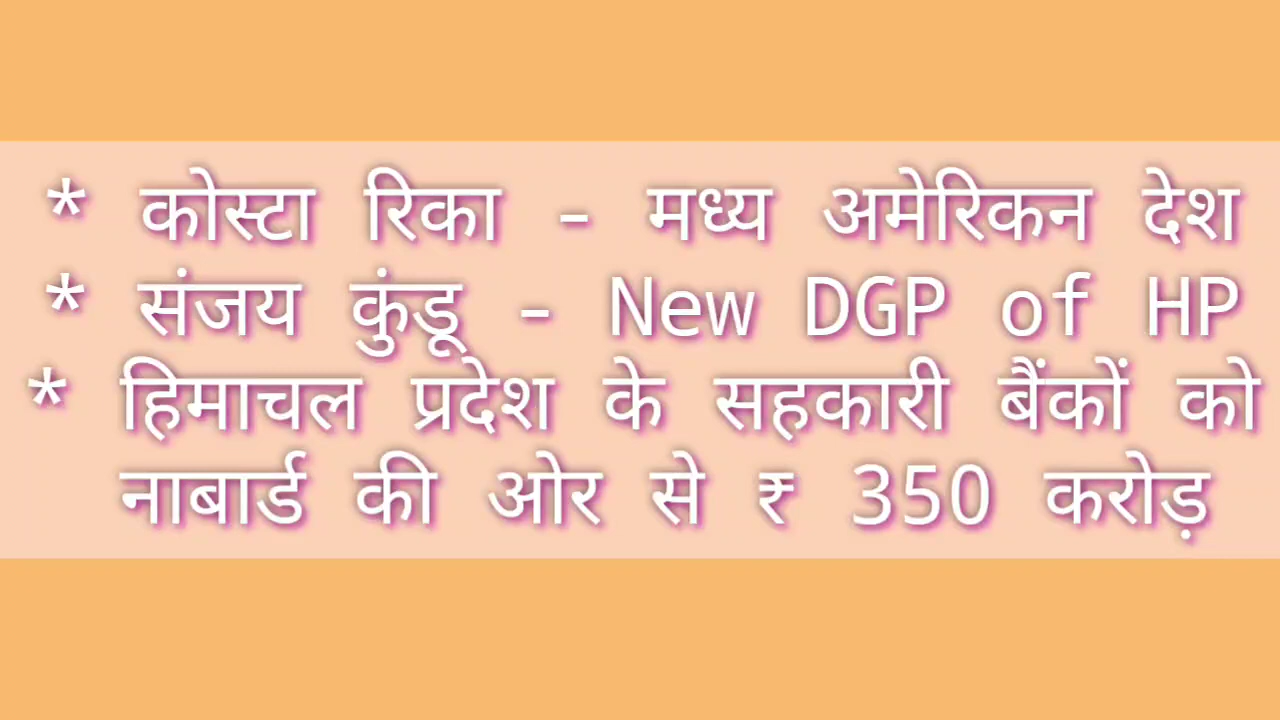 * कोस्टा रिका - मध्य अमेरिकन देश
* संजय कुंडू - New DGP of HP
* हिमाचल प्रदेश के सहकारी बैंकों को
नाबार्ड की ओर से ₹ 350 करोड़